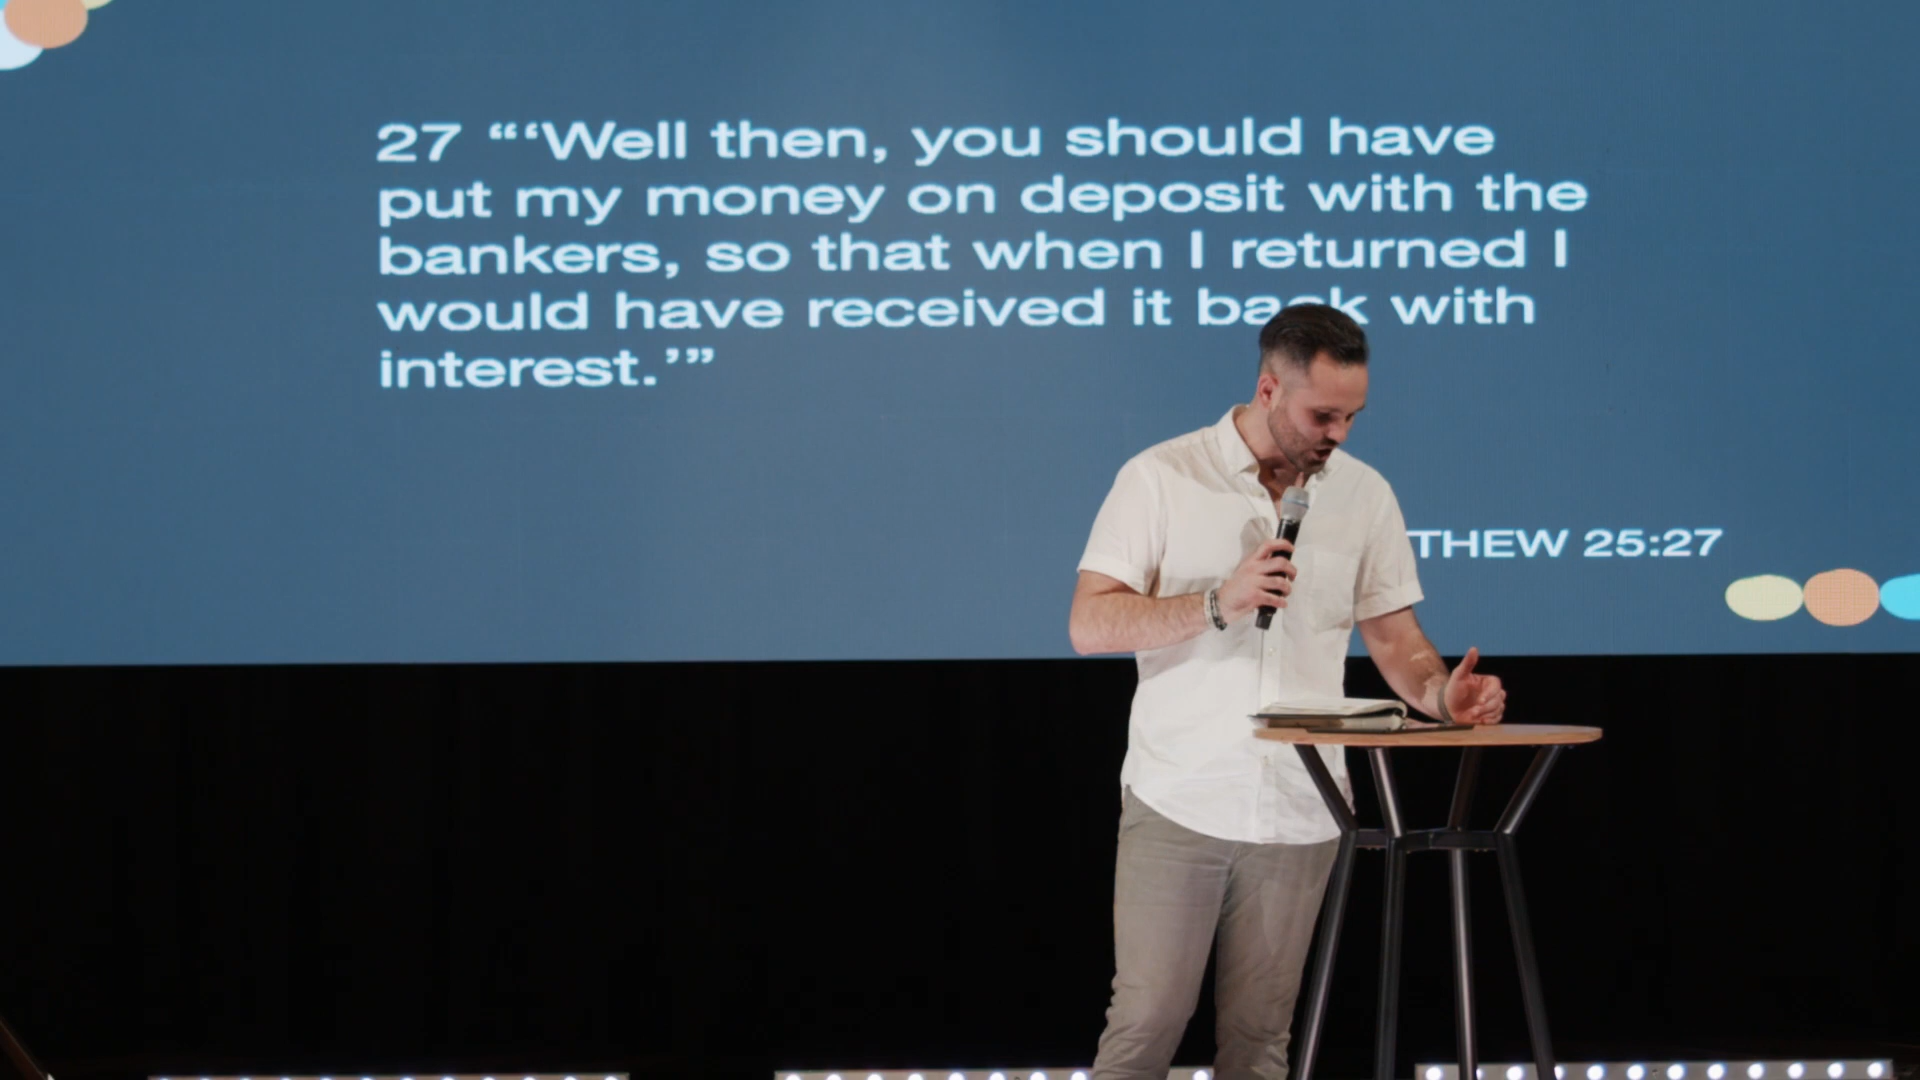 27 “‘Well then, you should have
put my money on deposit with the
bankers, so that when I returned I
would have received it back with
interest.’”
THEW 25:27